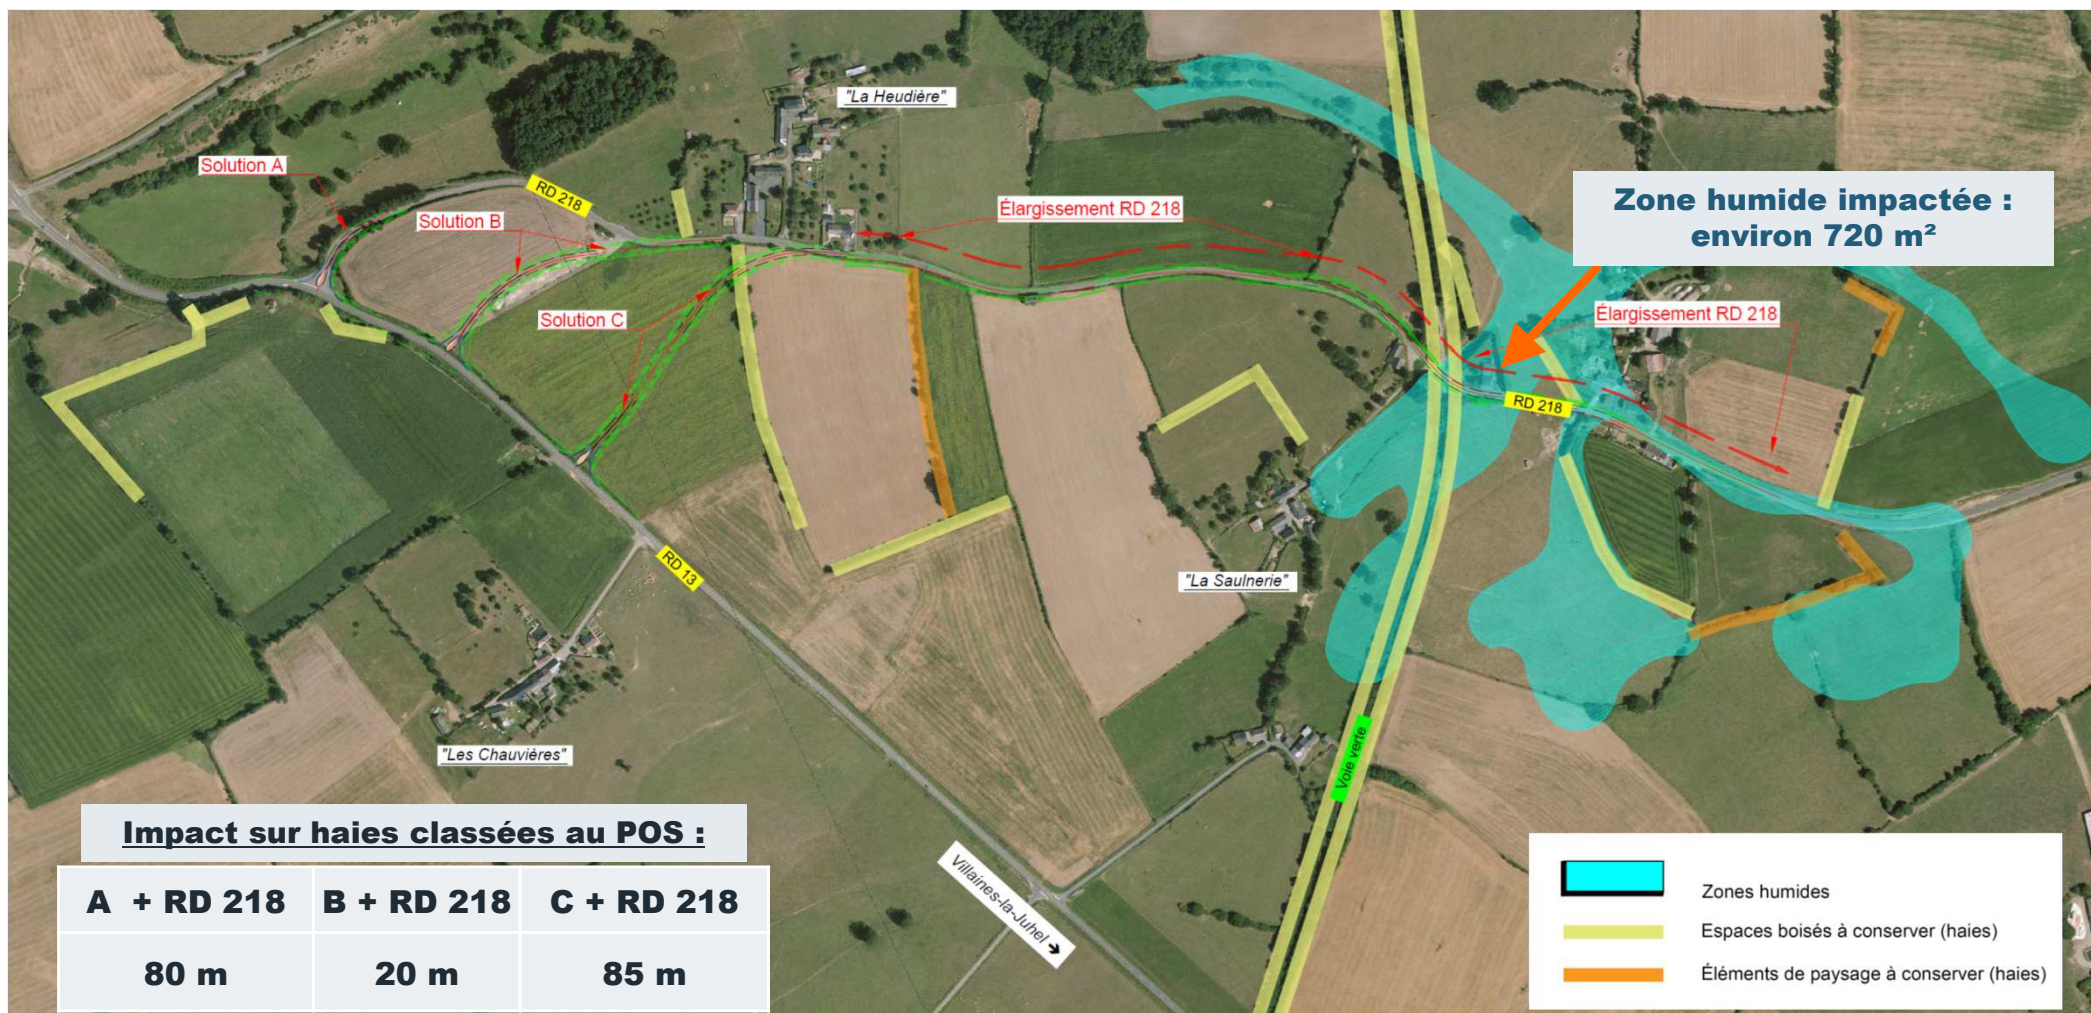 "La Heudière"
Solution A
RD 218
Solution B
Élargissement RD 218
Zone humide impactée :
environ 720 m²
Solution C
Élargissement RD 218
RD 218
RD 13
"La Saulnerie"
"Les Chauvières"
Voie verte
Villaines-la-Juhel
Impact sur haies classées au POS :
A + RD 218 B + RD 218 C + RD 218
80 m 20 m 85 m
Zones humides
Espaces boisés à conserver (haies)
Éléments de paysage à conserver (haies)